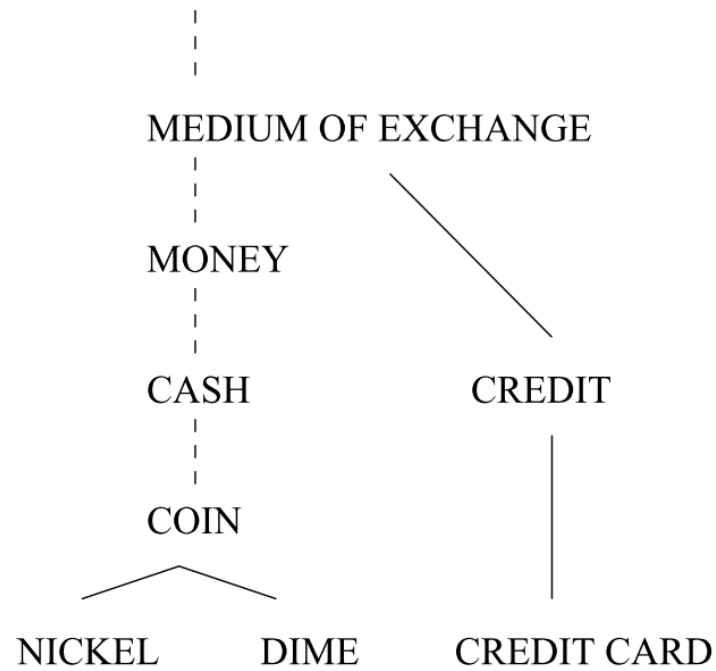 MEDIUM OF EXCHANGE
MONEY
CASH CREDIT
COIN
NICKEL DIME CREDIT CARD